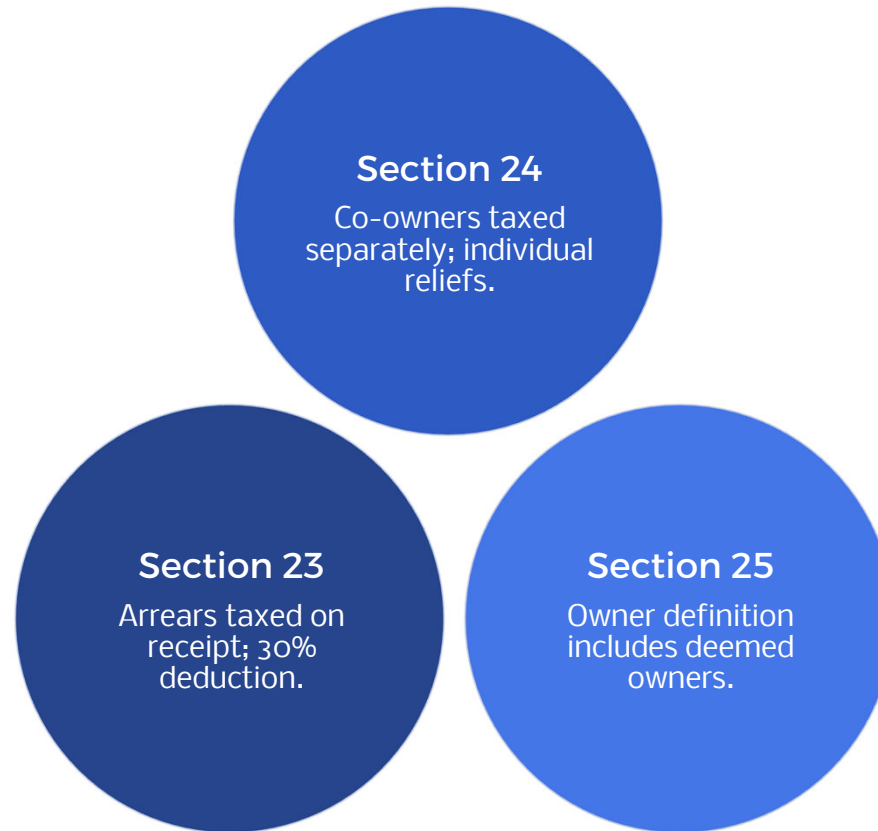 Section 24
Co-owners taxed
separately; individual
reliefs.
Section 23
Arrears taxed on
receipt; 30%
deduction.
Section 25
Owner definition
includes deemed
owners.